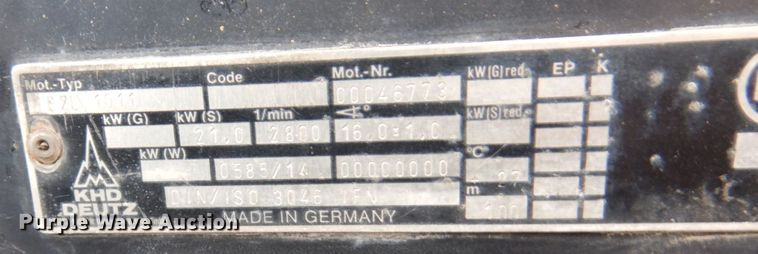 Mot.-Typ Code Mot.-Nr. kW(G)red. EP K
1011 00046773
kW (G) kW (S) 1/min kW(S)red.
21.0 2800 16.0±1.0
kW (W) °C
0585/14 00000000 27
KHD DIN/ISO 3046 IFN m 100
DEUTZ MADE IN GERMANY
Purple Wave Auction